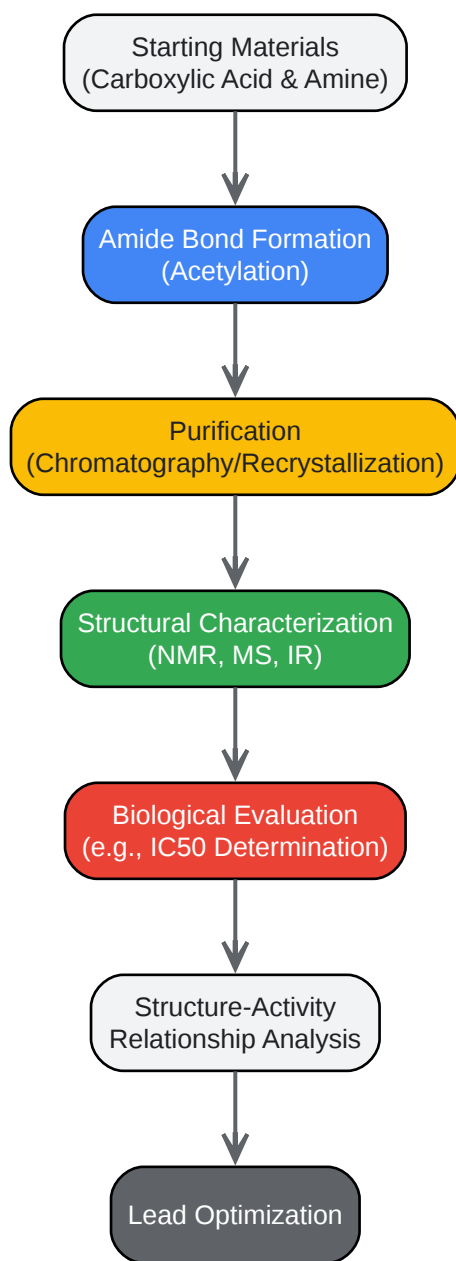 Starting Materials
(Carboxylic Acid & Amine)
Amide Bond Formation
(Acetylation)
Purification
(Chromatography/Recrystallization)
Structural Characterization
(NMR, MS, IR)
Biological Evaluation
(e.g., IC50 Determination)
Structure-Activity
Relationship Analysis
Lead Optimization